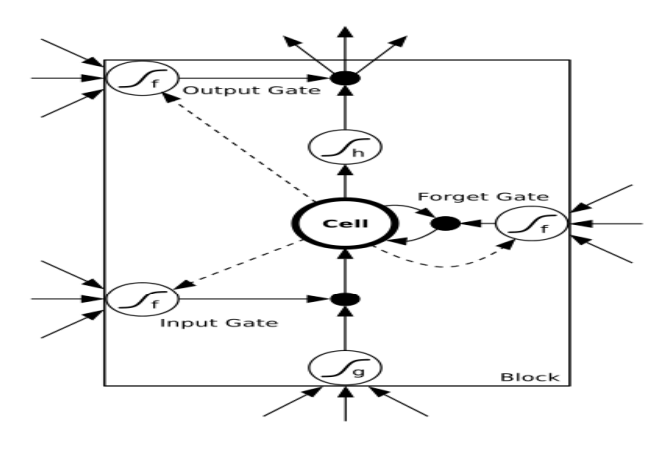 f
Output Gate
h
Forget Gate
Cell
f
f
Input Gate
g
Block